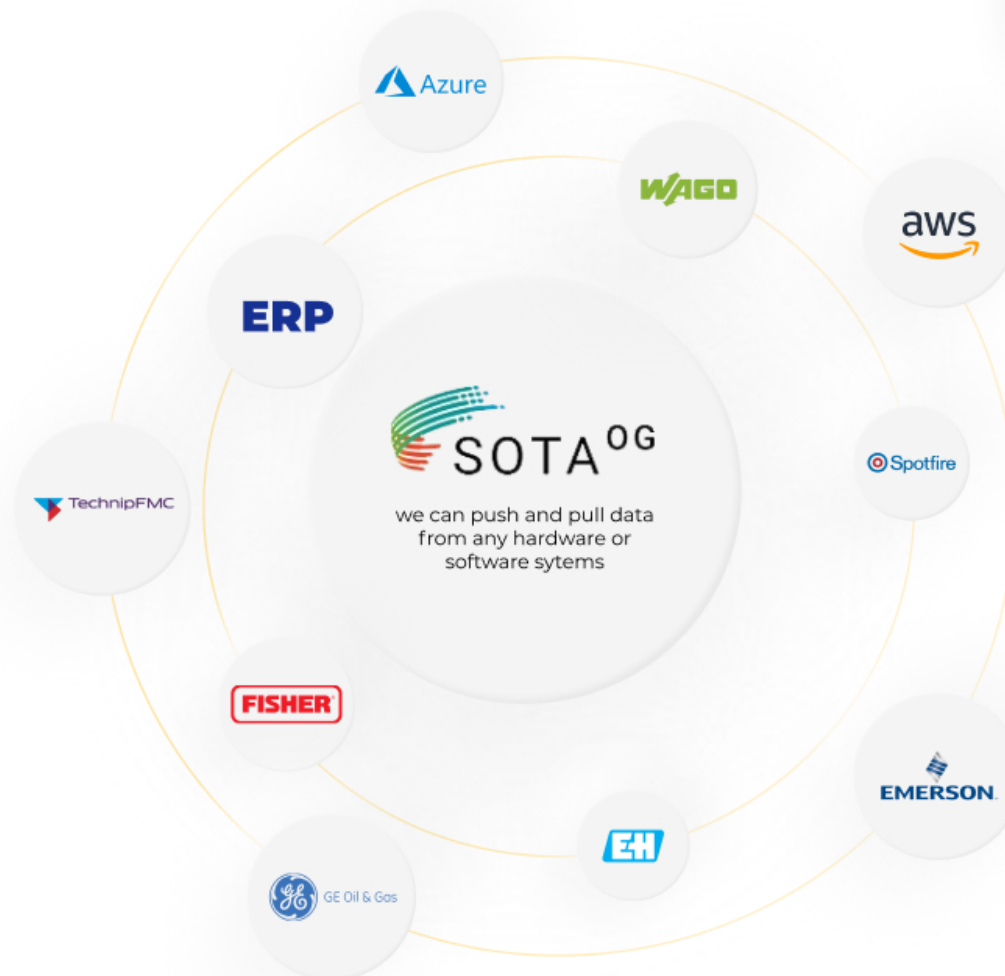 Azure
WAGO
aws
ERP
SOTA OG
Spotfire
TechnipFMC
we can push and pull data
from any hardware or
software sytems
FISHER
EMERSON
EH
GE GE Oil & Gas